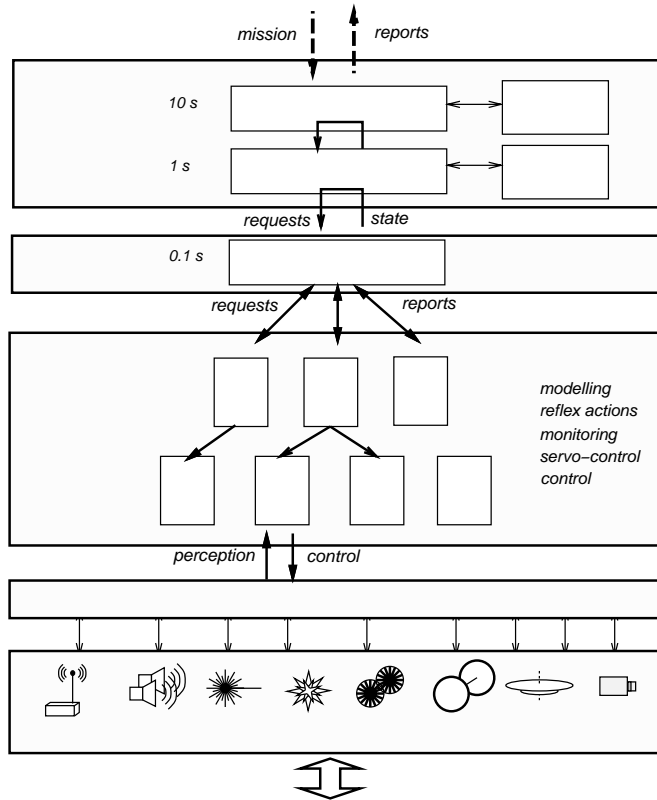 mission
reports
10 s
1 s
requests
state
0.1 s
requests
reports
modelling
reflex actions
monitoring
servo−control
control
perception
control